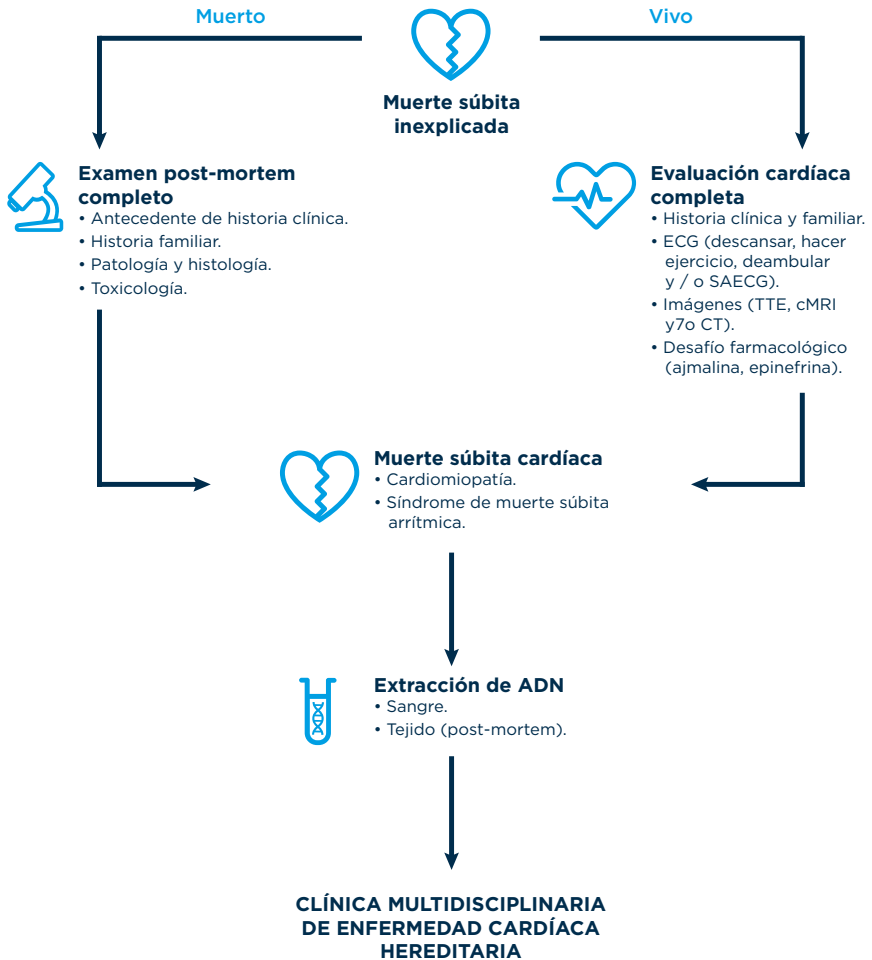 Muerto
Vivo
Muerte súbita
inexplicada
Examen post-mortem
completo
• Antecedente de historia clínica.
• Historia familiar.
• Patología y histología.
• Toxicología.
Evaluación cardíaca
completa
• Historia clínica y familiar.
• ECG (descansar, hacer
ejercicio, deambular
y / o SAECG).
• Imágenes (TTE, cMRI
y7o CT).
• Desafío farmacológico
(ajmalina, epinefrina).
Muerte súbita cardíaca
• Cardiomiopatía.
• Síndrome de muerte súbita
arrítmica.
Extracción de ADN
• Sangre.
• Tejido (post-mortem).
CLÍNICA MULTIDISCIPLINARIA
DE ENFERMEDAD CARDÍACA
HEREDITARIA